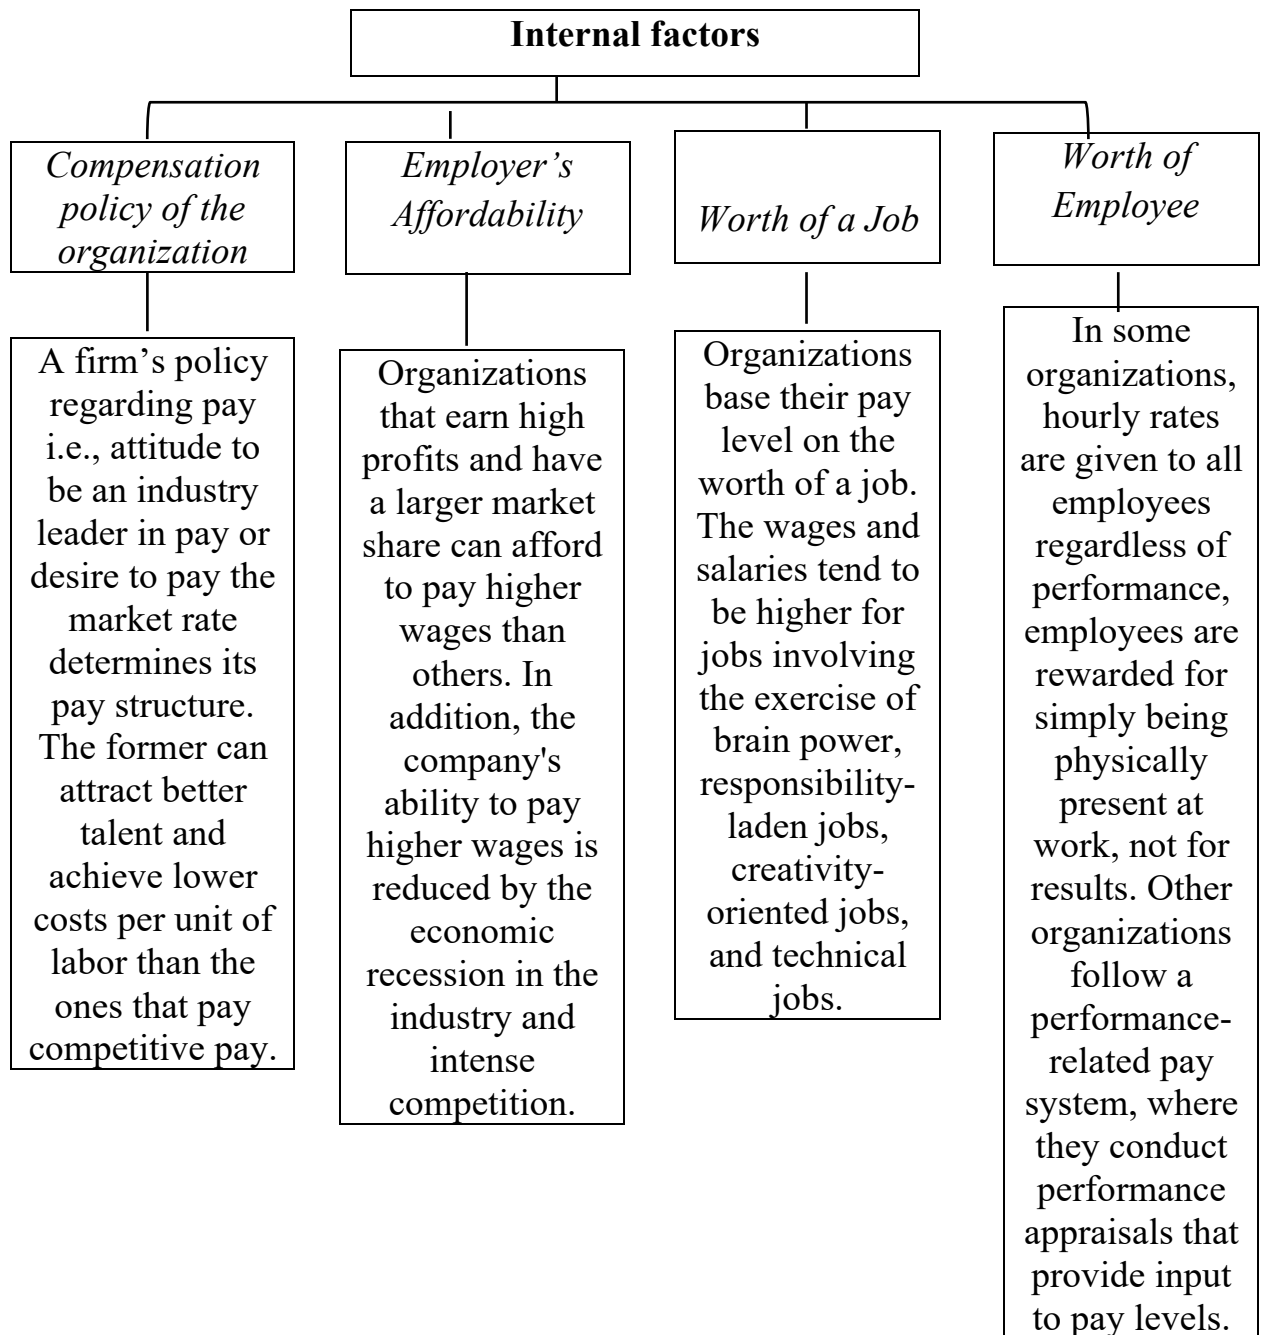 Internal factors
Compensation
policy of the
organization
Employer’s
Affordability
Worth of a Job
Worth of
Employee
A firm’s policy
regarding pay
i.e., attitude to
be an industry
leader in pay or
desire to pay the
market rate
determines its
pay structure.
The former can
attract better
talent and
achieve lower
costs per unit of
labor than the
ones that pay
competitive pay.
Organizations
that earn high
profits and have
a larger market
share can afford
to pay higher
wages than
others. In
addition, the
company's
ability to pay
higher wages is
reduced by the
economic
recession in the
industry and
intense
competition.
Organizations
base their pay
level on the
worth of a job.
The wages and
salaries tend to
be higher for
jobs involving
the exercise of
brain power,
responsibility-
laden jobs,
creativity-
oriented jobs,
and technical
jobs.
In some
organizations,
hourly rates
are given to all
employees
regardless of
performance,
employees are
rewarded for
simply being
physically
present at
work, not for
results. Other
organizations
follow a
performance-
related pay
system, where
they conduct
performance
appraisals that
provide input
to pay levels.